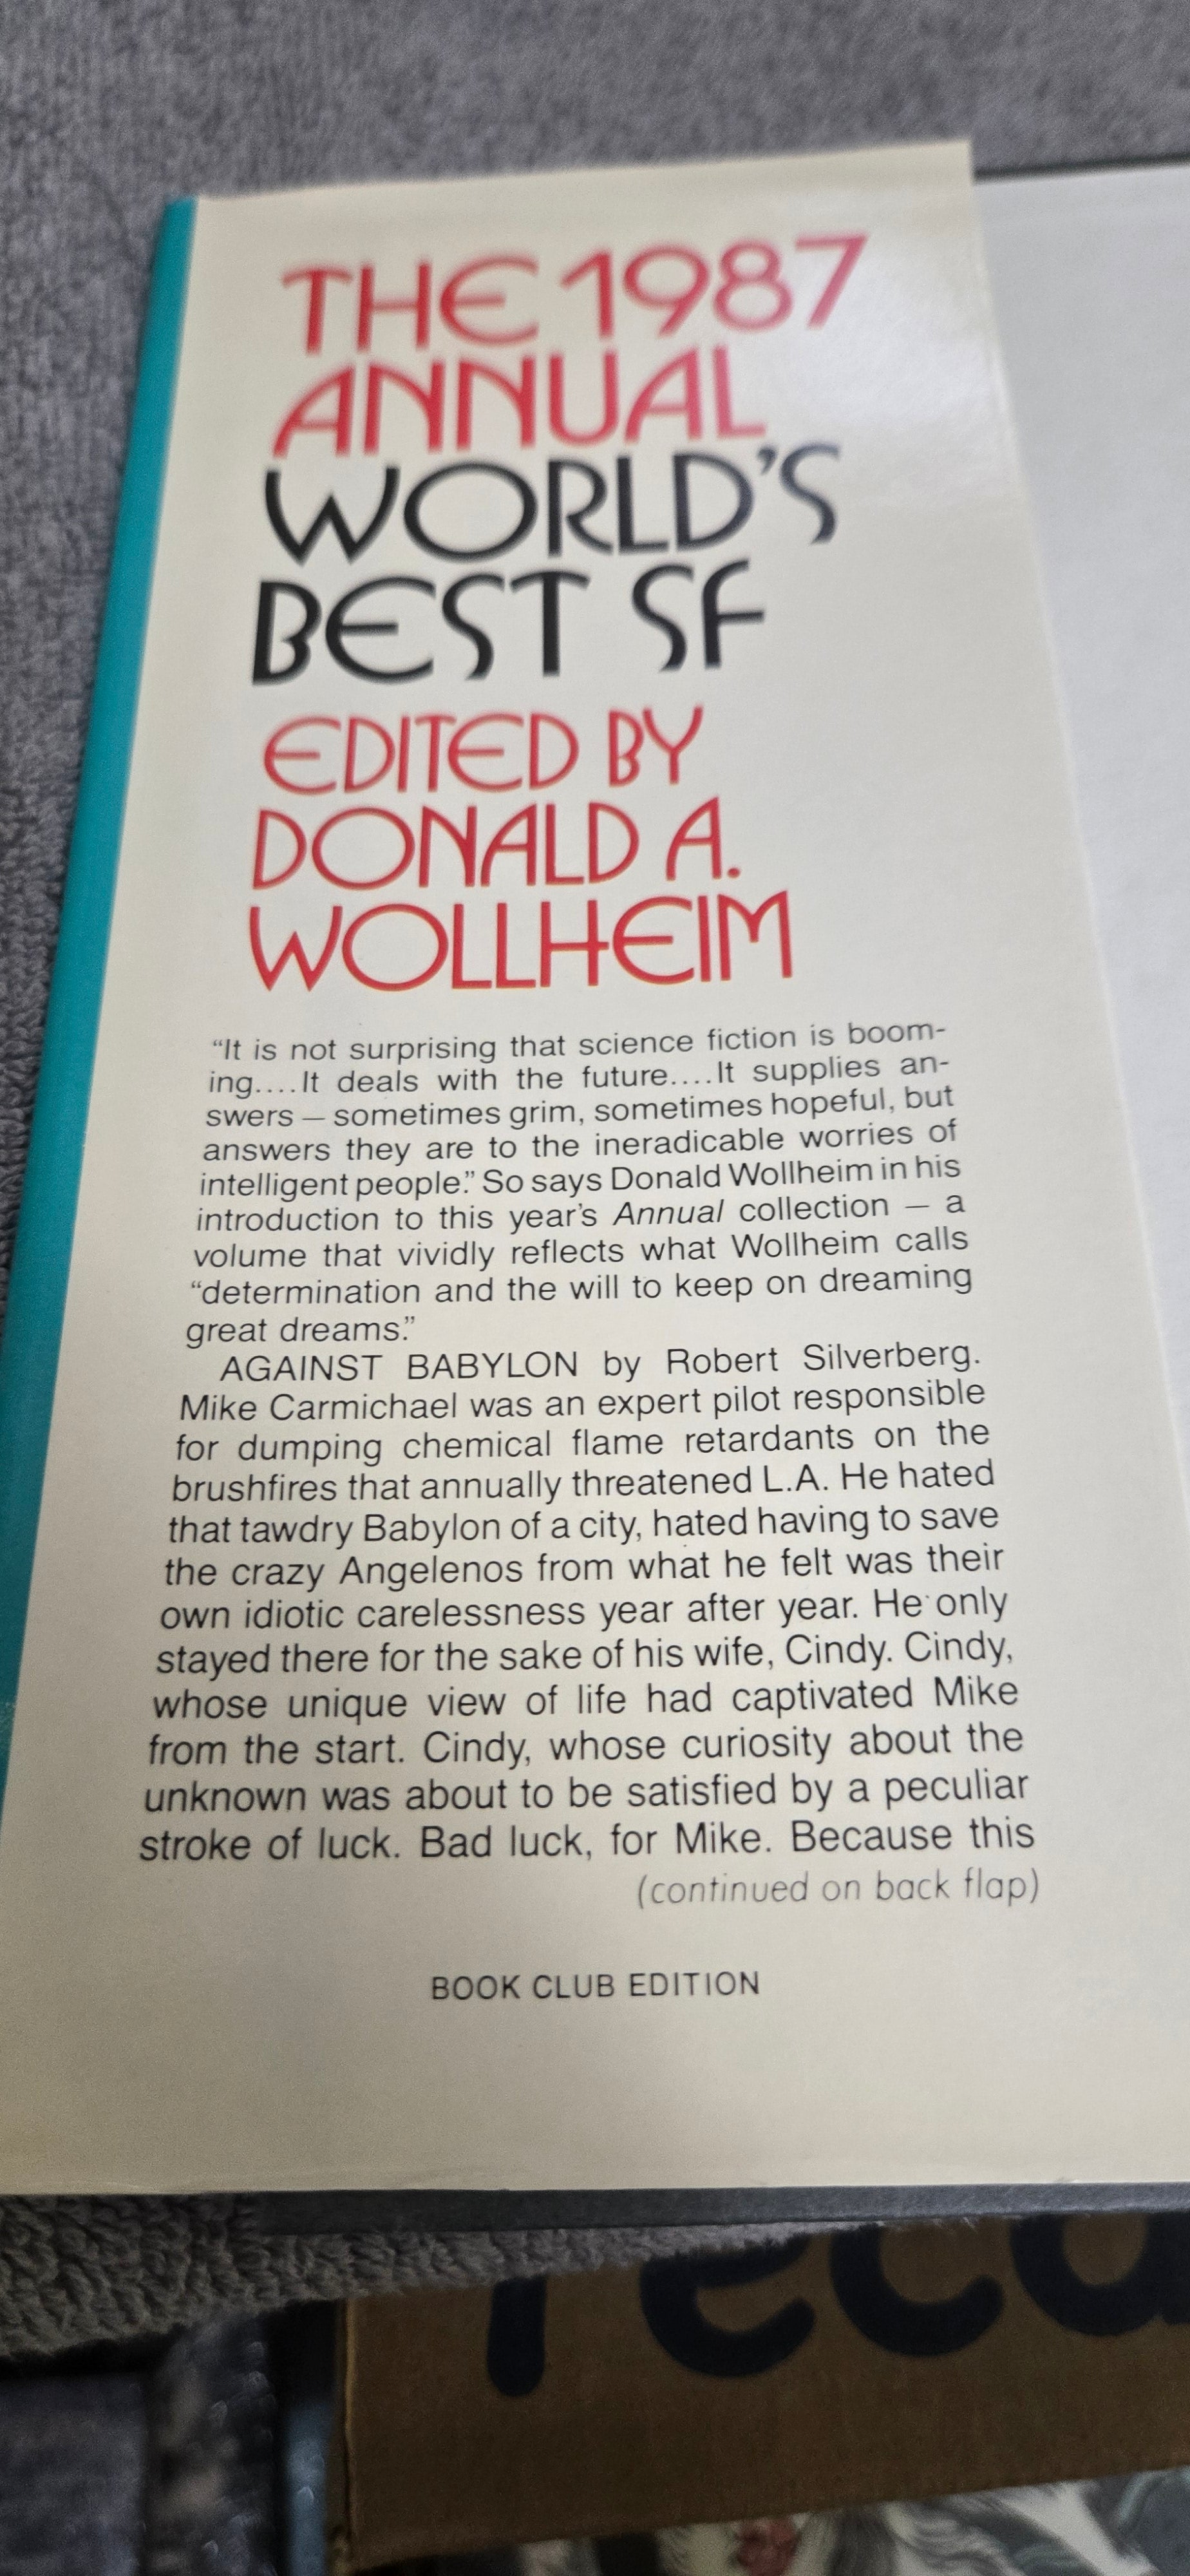 THE 1987
ANNUAL
WORLD'S
BEST SF
EDITED BY
DONALD A.
WOLLHEIM
“It is not surprising that science fiction is boom-
ing....It deals with the future....It supplies an-
swers — sometimes grim, sometimes hopeful, but
answers they are to the ineradicable worries of
intelligent people.” So says Donald Wollheim in his
introduction to this year's Annual collection — a
volume that vividly reflects what Wollheim calls
“determination and the will to keep on dreaming
great dreams.”
AGAINST BABYLON by Robert Silverberg.
Mike Carmichael was an expert pilot responsible
for dumping chemical flame retardants on the
brushfires that annually threatened L.A. He hated
that tawdry Babylon of a city, hated having to save
the crazy Angelenos from what he felt was their
own idiotic carelessness year after year. He only
stayed there for the sake of his wife, Cindy. Cindy,
whose unique view of life had captivated Mike
from the start. Cindy, whose curiosity about the
unknown was about to be satisfied by a peculiar
stroke of luck. Bad luck, for Mike. Because this
(continued on back flap)
BOOK CLUB EDITION